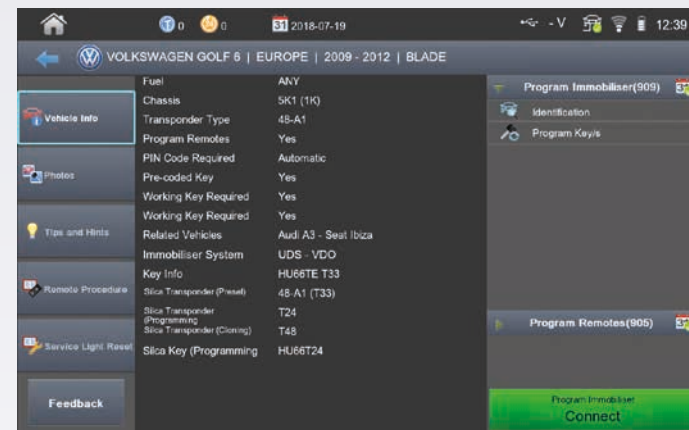 0 0 31 2018-07-19 - V 12:39
VOLKSWAGEN GOLF 6 | EUROPE | 2009 - 2012 | BLADE
Vehicle Info
Photos
Tips and Hints
Remote Procedure
Service Light Reset
Feedback
Fuel ANY
Chassis 5K1 (1K)
Transponder Type 48-A1
Program Remotes Yes
PIN Code Required Automatic
Pre-coded Key Yes
Working Key Required Yes
Working Key Required Yes
Related Vehicles Audi A3 - Seat Ibiza
Immobiliser System UDS - VDO
Key Info HU66TE T33
Silca Transponder (Preset) 48-A1 (T33)
Silca Transponder
(Programming T24
Silca Transponder (Cloning) T48
Silca Key (Programming HU66T24
Program Immobiliser(909)
Identification
Program Key/s
Program Remotes(905)
Program Immobiliser
Connect